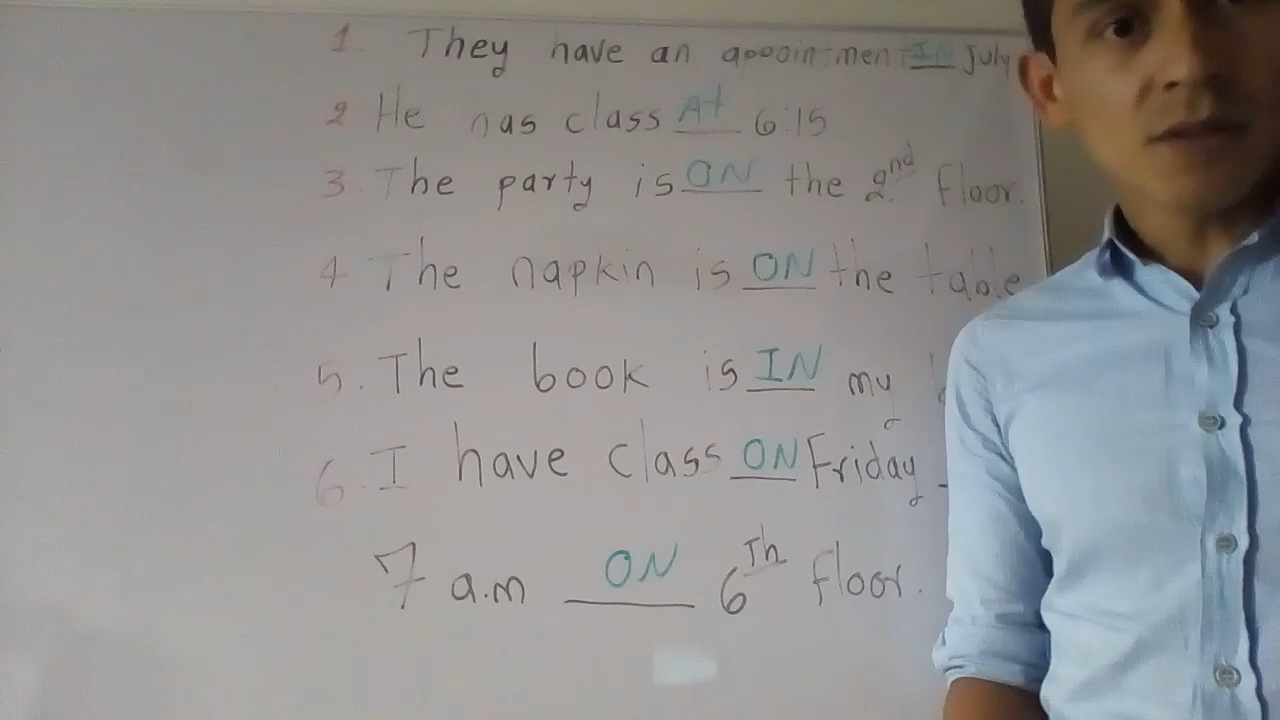 1. They have an appointment IN July
2 He has class At 6:15
3. The party is ON the 2nd floor.
4 The napkin is ON the table
5. The book is IN my
6. I have class ON Friday
7 a.m ON 6Th floor.